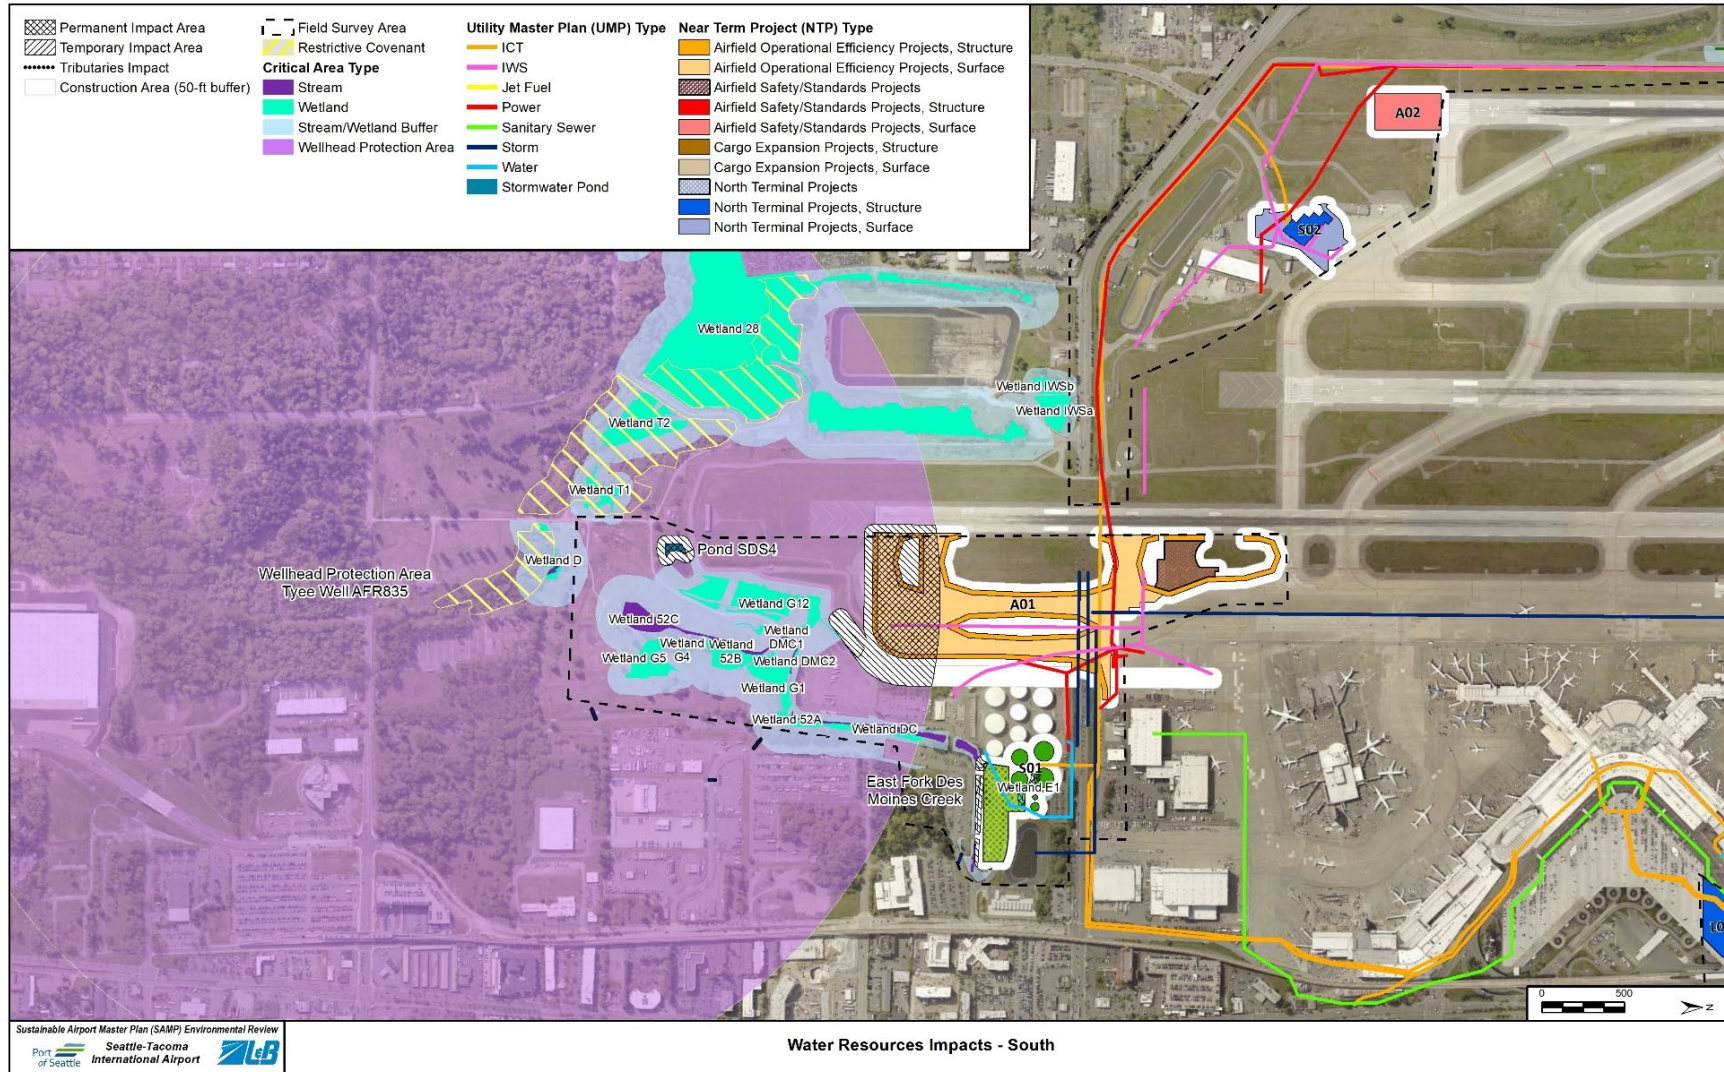 Permanent Impact Area
Temporary Impact Area
Tributaries Impact
Construction Area (50-ft buffer)
Field Survey Area
Restrictive Covenant
Critical Area Type
Stream
Wetland
Stream/Wetland Buffer
Wellhead Protection Area
Utility Master Plan (UMP) Type
ICT
IWS
Jet Fuel
Power
Sanitary Sewer
Storm
Water
Stormwater Pond
Near Term Project (NTP) Type
Airfield Operational Efficiency Projects, Structure
Airfield Operational Efficiency Projects, Surface
Airfield Safety/Standards Projects
Airfield Safety/Standards Projects, Structure
Airfield Safety/Standards Projects, Surface
Cargo Expansion Projects, Structure
Cargo Expansion Projects, Surface
North Terminal Projects
North Terminal Projects, Structure
North Terminal Projects, Surface
A02
S02
Wetland 28
Wetland IWSb
Wetland IWSa
Wetland T2
Wetland T1
Wetland D
Pond SDS4
Wellhead Protection Area
Tyee Well AFR835
Wetland G12
A01
Wetland 52C
Wetland
DMC1
Wetland
G4
Wetland
52B
Wetland G5
Wetland DMC2
Wetland G1
Wetland 52A
Wetland DC
East Fork Des
Moines Creek
S01
Wetland E1
0 500
N
Sustainable Airport Master Plan (SAMP) Environmental Review
Port
of Seattle
Seattle-Tacoma
International Airport
L&B
Water Resources Impacts - South